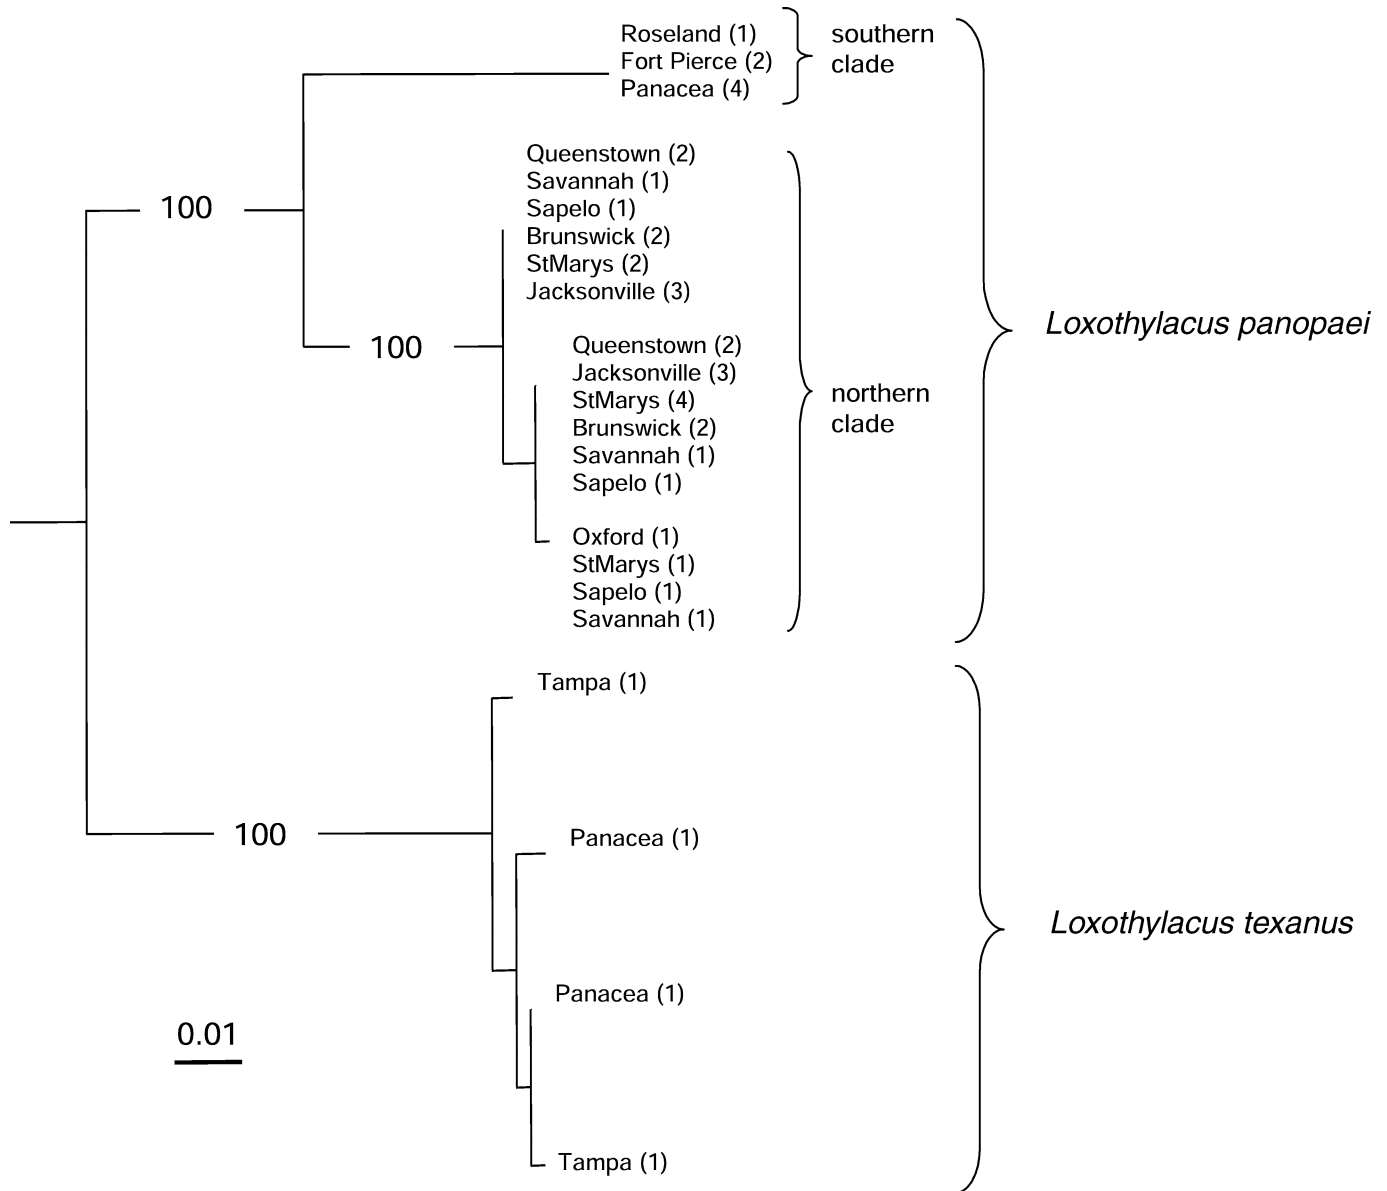 Roseland (1)
Fort Pierce (2)
Panacea (4)
southern
clade
Queenstown (2)
Savannah (1)
Sapelo (1)
Brunswick (2)
StMarys (2)
Jacksonville (3)
100
100
Loxothylacus panopaei
Queenstown (2)
Jacksonville (3)
StMarys (4)
Brunswick (2)
Savannah (1)
Sapelo (1)
northern
clade
Oxford (1)
StMarys (1)
Sapelo (1)
Savannah (1)
Tampa (1)
100
Panacea (1)
Loxothylacus texanus
Panacea (1)
0.01
Tampa (1)